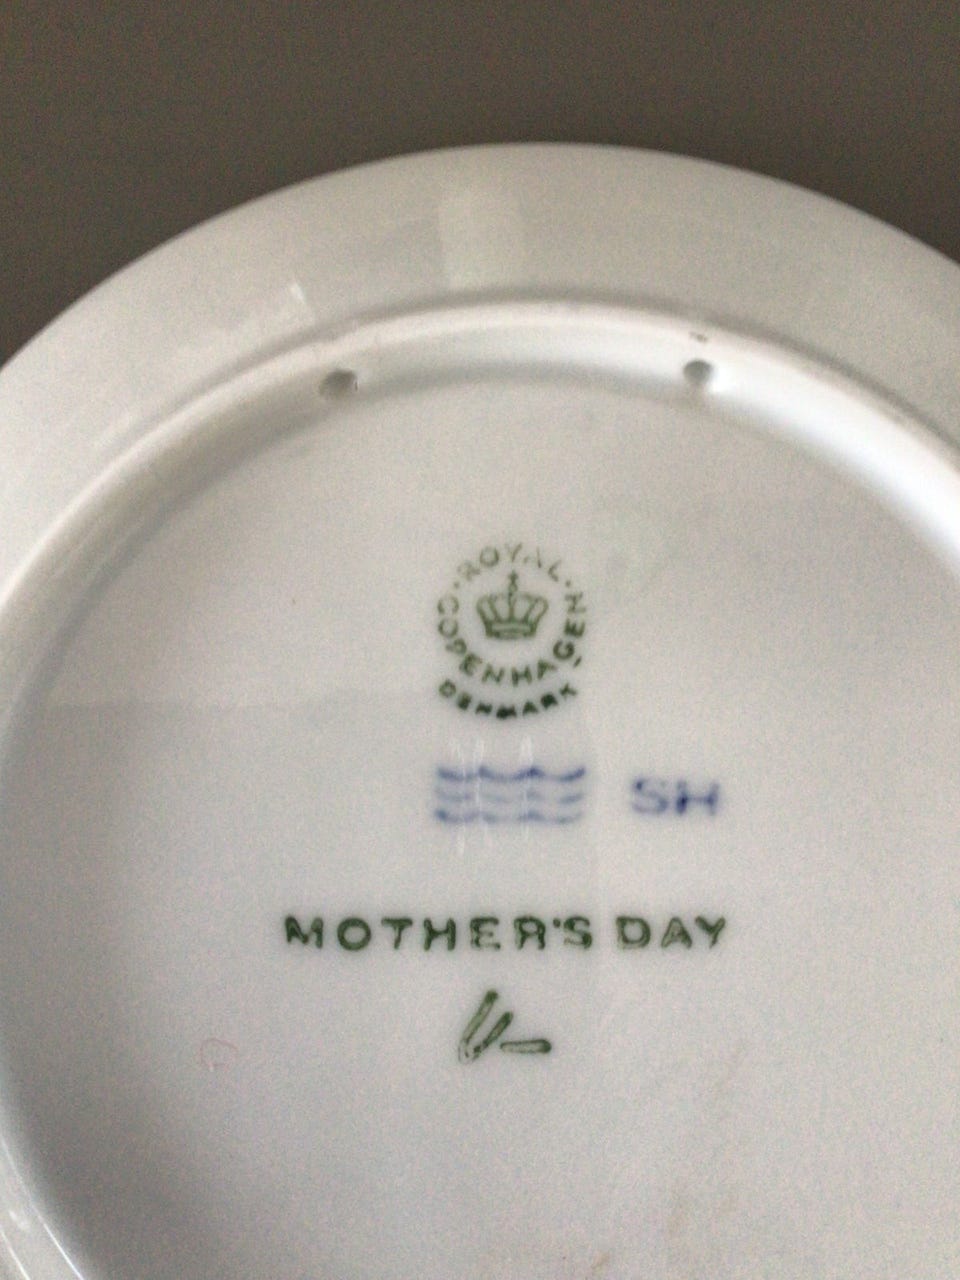 ROYAL
COPENHAGEN
DENMARK
SH
MOTHER'S DAY